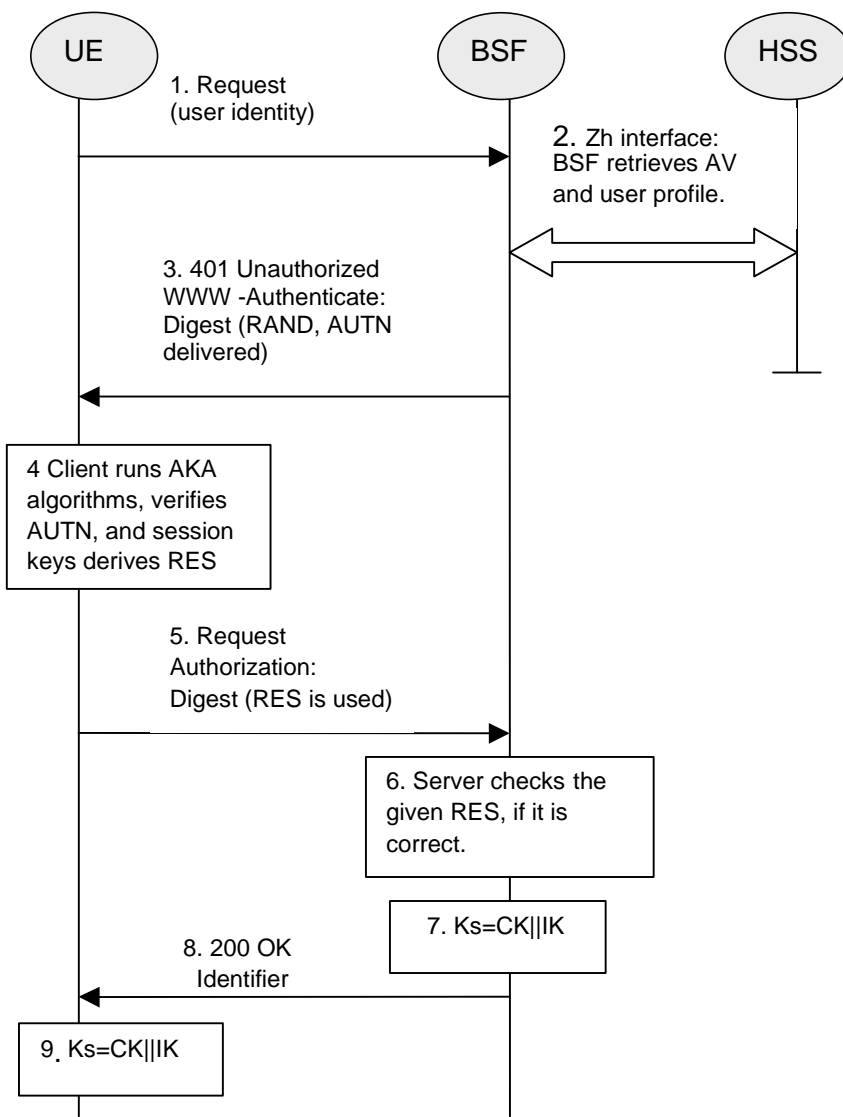 UE
BSF
HSS
1. Request
(user identity)
2. Zh interface:
BSF retrieves AV
and user profile.
3. 401 Unauthorized
WWW -Authenticate:
Digest (RAND, AUTN
delivered)
4 Client runs AKA
algorithms, verifies
AUTN, and session
keys derives RES
5. Request
Authorization:
Digest (RES is used)
6. Server checks the
given RES, if it is
correct.
7. Ks=CK||IK
8. 200 OK
Identifier
9. Ks=CK||IK